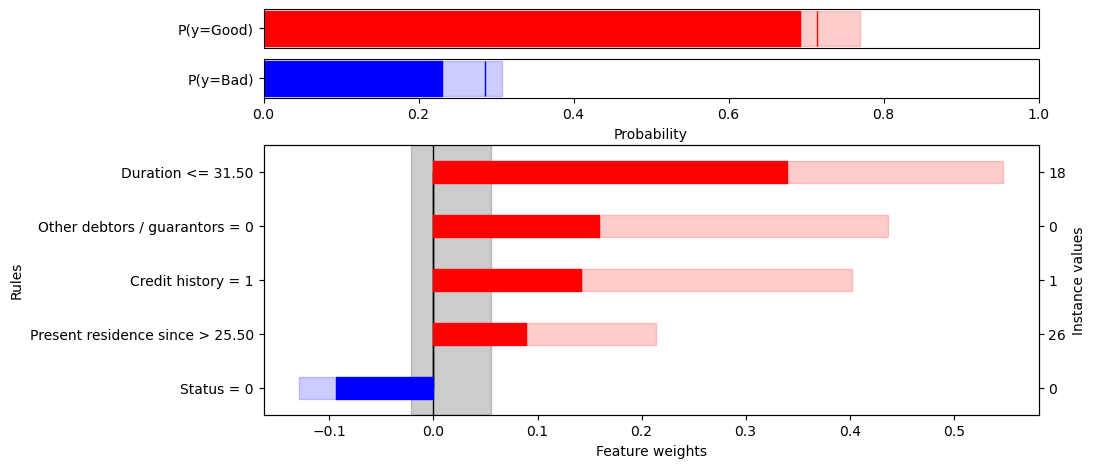 P(y=Good)
P(y=Bad)
0.0 0.2 0.4 0.6 0.8 1.0
Probability
Duration <= 31.50 18
Other debtors / guarantors = 0 0
Credit history = 1 1
Present residence since > 25.50 26
Status = 0 0
Rules
Instance values
−0.1 0.0 0.1 0.2 0.3 0.4 0.5
Feature weights